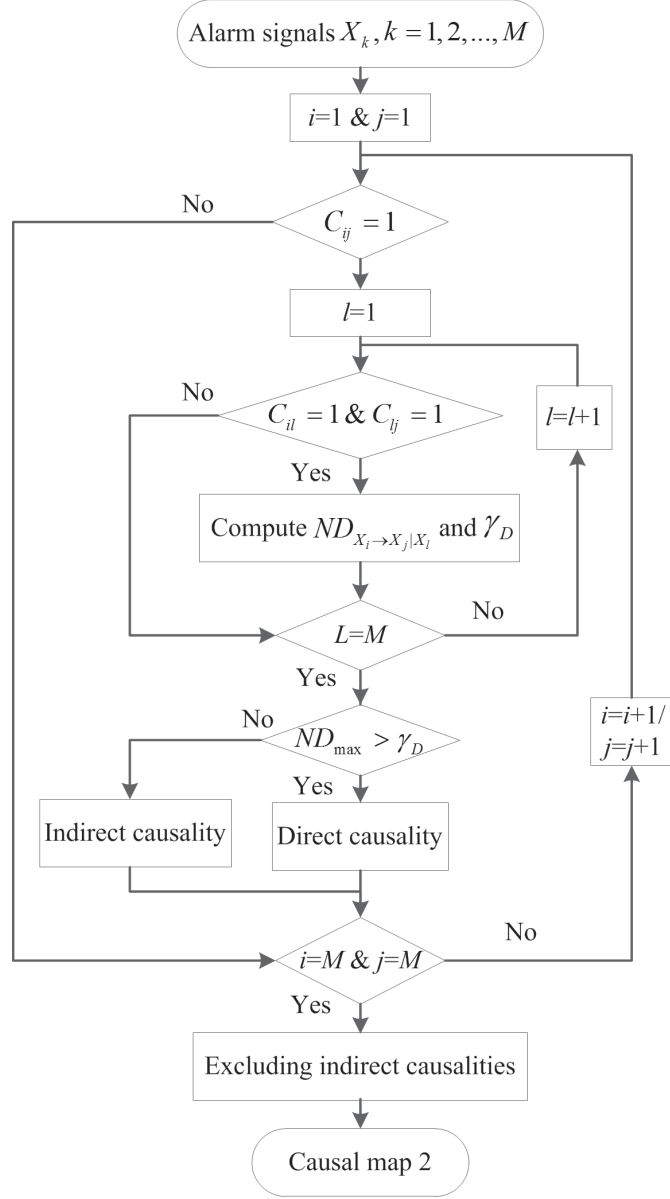 Alarm signals X_k, k = 1, 2, ..., M
i=1 & j=1
No
C_ij = 1
l=1
No
C_il = 1 & C_lj = 1
l=l+1
Yes
Compute ND_{X_i→X_j|X_l} and γ_D
L=M
No
Yes
i=i+1/
j=j+1
No
ND_max > γ_D
Yes
Indirect causality
Direct causality
No
i=M & j=M
Yes
Excluding indirect causalities
Causal map 2